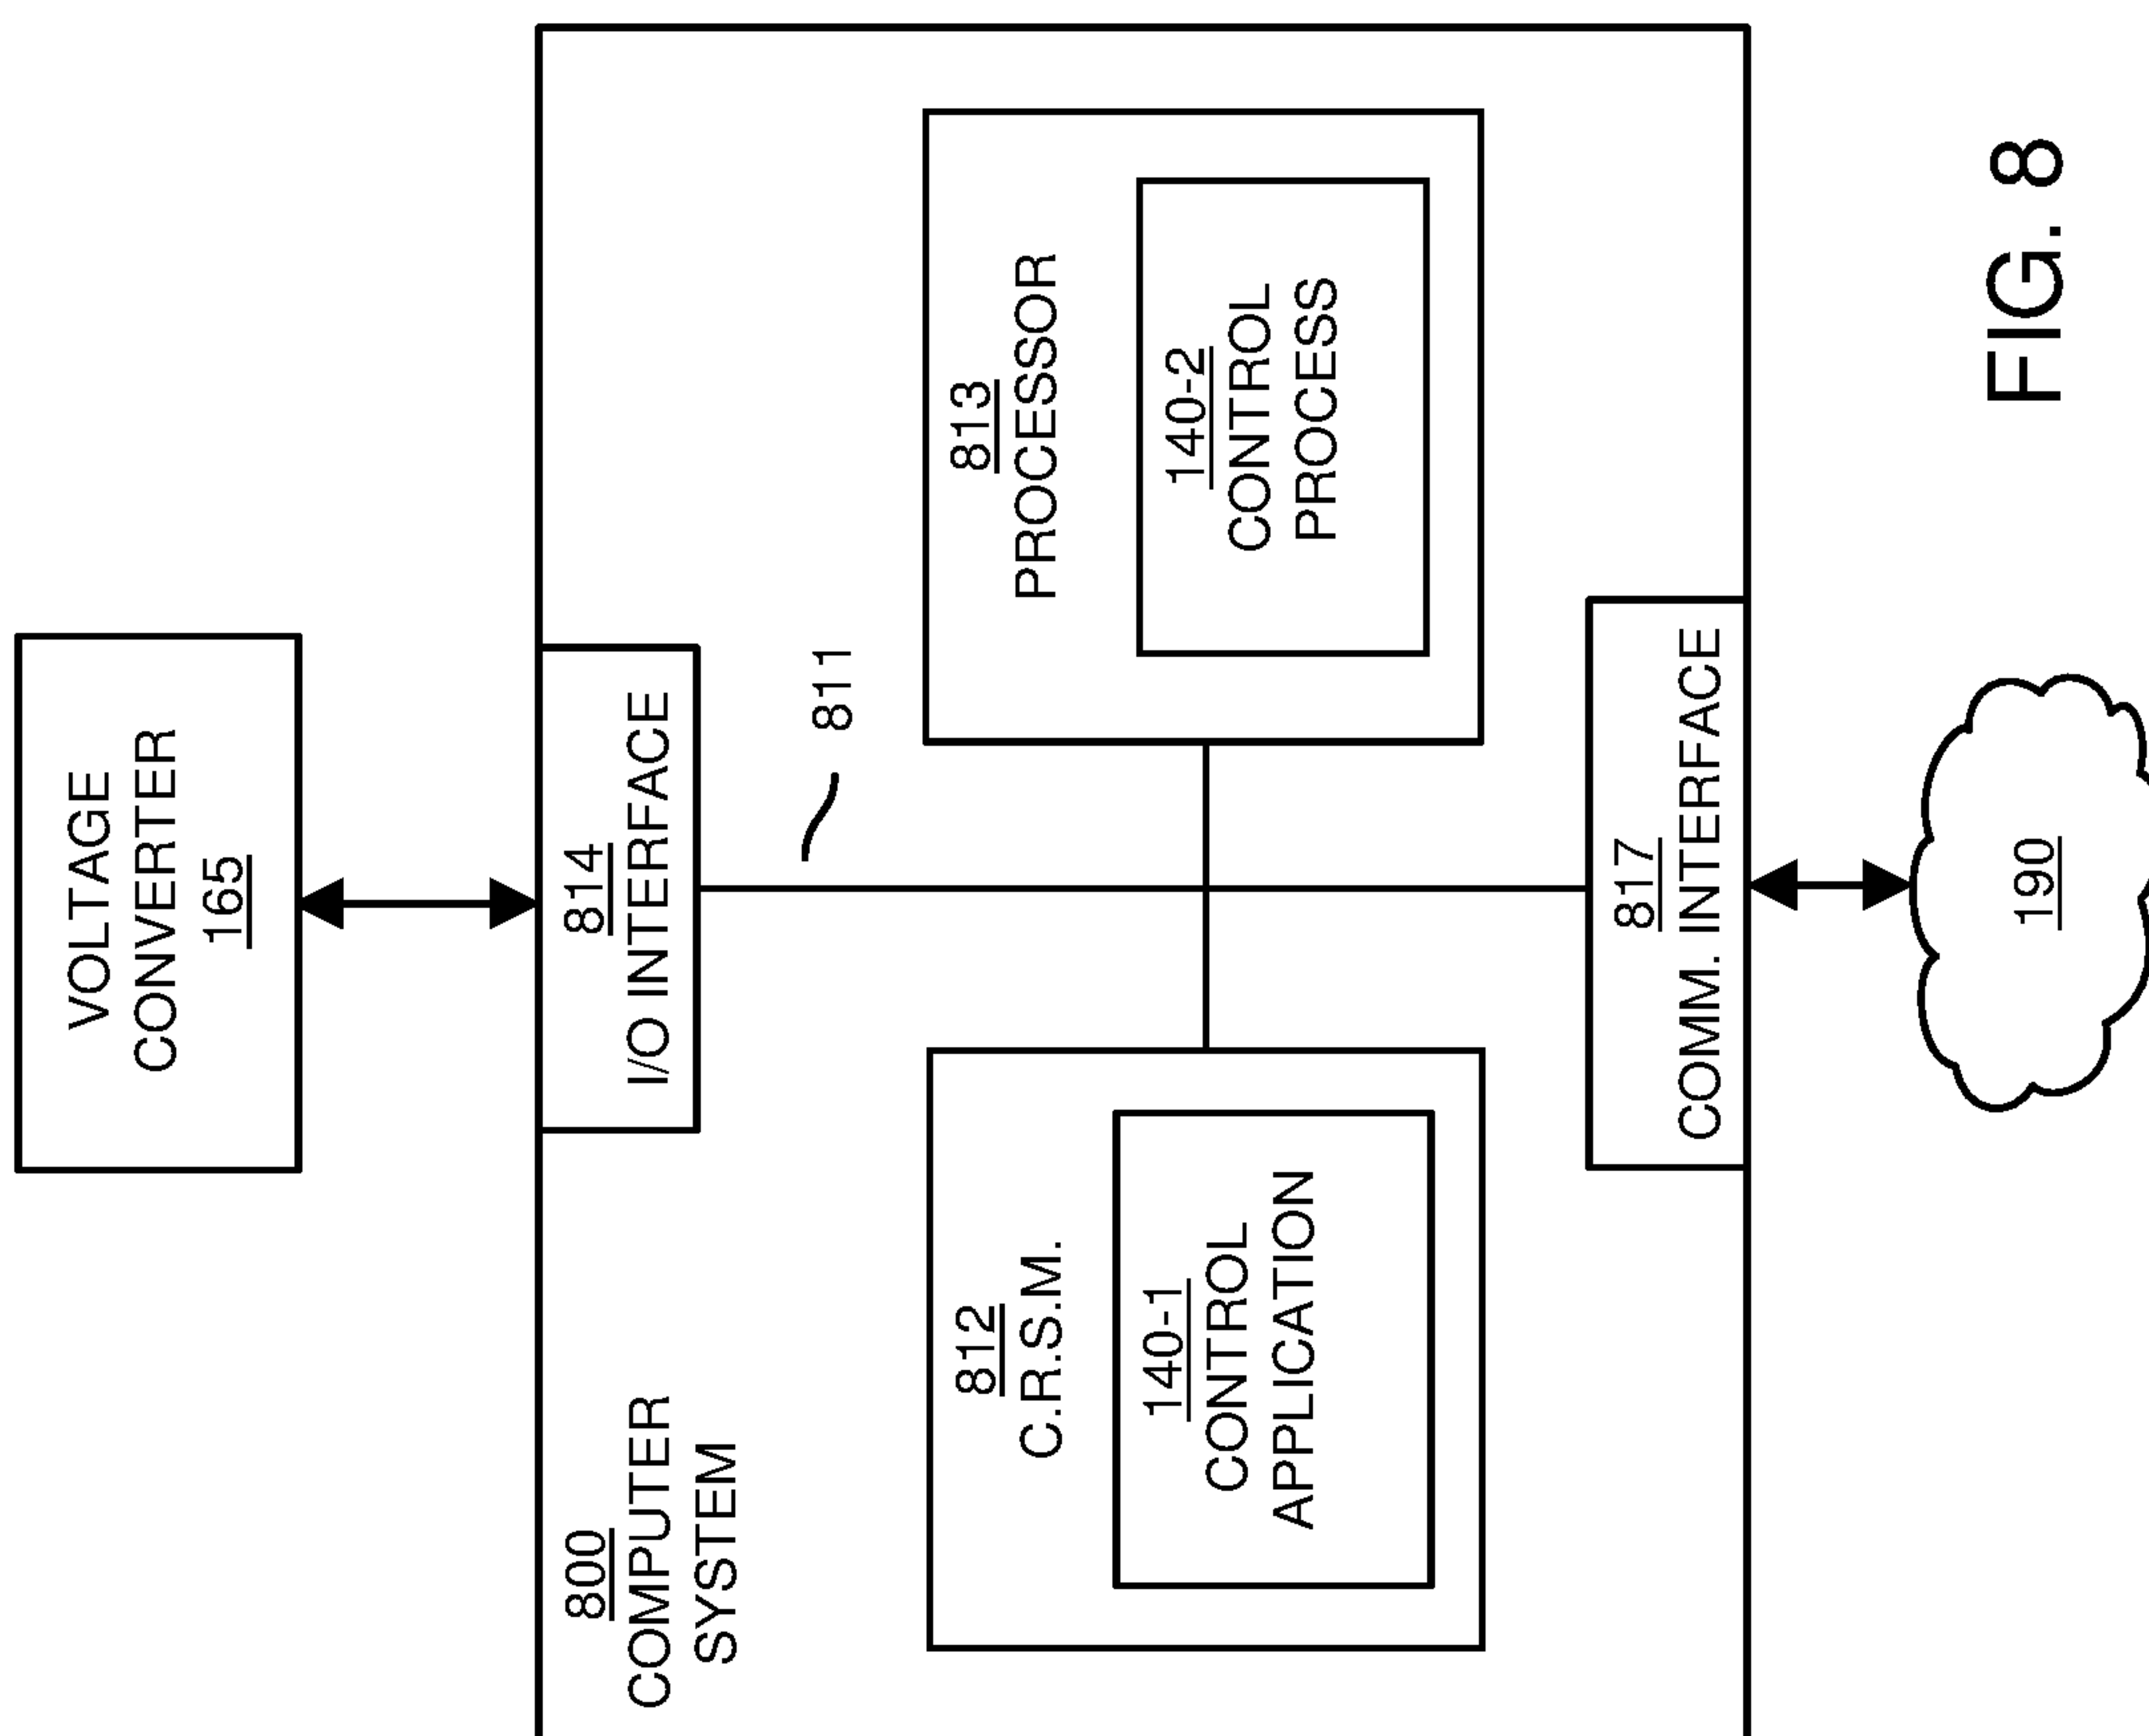 VOLTAGE
CONVERTER
165
800
COMPUTER
SYSTEM
814
I/O INTERFACE
811
812
C.R.S.M.
140-1
CONTROL
APPLICATION
813
PROCESSOR
140-2
CONTROL
PROCESS
817
COMM. INTERFACE
190
FIG. 8